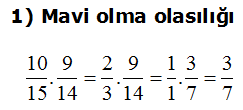 1) Mavi olma olasılığı
10/15 . 9/14 = 2/3 . 9/14 = 1/1 . 3/7 = 3/7